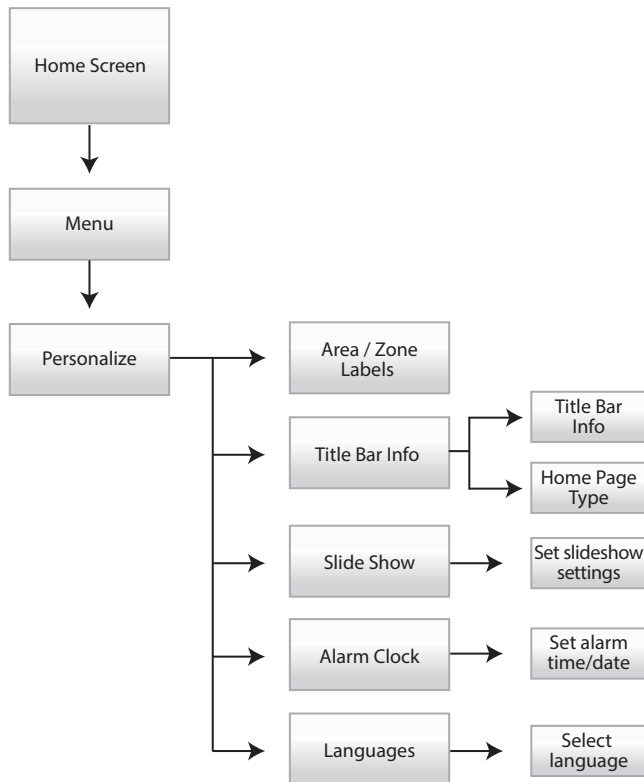 Home Screen
Menu
Personalize
Area / Zone
Labels
Title Bar Info
Title Bar
Info
Home Page
Type
Slide Show
Set slideshow
settings
Alarm Clock
Set alarm
time/date
Languages
Select
language